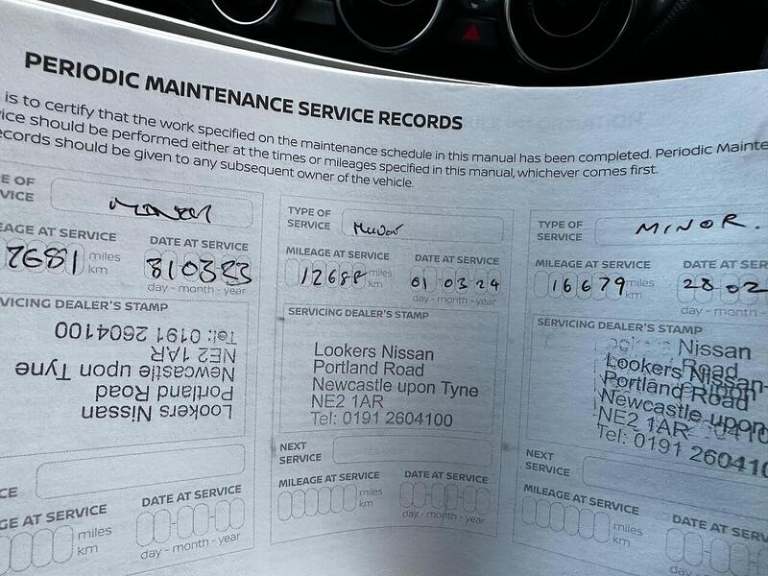 PERIODIC MAINTENANCE SERVICE RECORDS
is to certify that the work specified on the maintenance schedule in this manual has been completed. Periodic Mainte
ice should be performed either at the times or mileages specified in this manual, whichever comes first.
ecords should be given to any subsequent owner of the vehicle.
E OF
VICE
EAGE AT SERVICE
DATE AT SERVICE
miles
km
day - month - year
VICING DEALER'S STAMP
Lookers Nissan
Portland Road
Newcastle upon Tyne
NE2 1AR
Tel: 0191 2604100
CE
GE AT SERVICE
DATE AT SERVICE
miles
km
day - month - year
TYPE OF
SERVICE
Minor
MILEAGE AT SERVICE
DATE AT SERVICE
12688 miles
km
01 03 24
day - month - year
SERVICING DEALER'S STAMP
Lookers Nissan
Portland Road
Newcastle upon Tyne
NE2 1AR
Tel: 0191 2604100
NEXT
SERVICE
MILEAGE AT SERVICE
DATE AT SERVICE
miles
km
day - month - year
TYPE OF
SERVICE
MINOR.
MILEAGE AT SERVICE
DATE AT SER
16679 miles
km
28 02
day - month -
SERVICING DEALER'S STAMP
Nissan
Road
Lookers Nissan
Portland Road
Newcastle upon
NE2 1AR
Tel: 0191 260410
NEXT
SERVICE
MILEAGE AT SERVICE
DATE AT SE
miles
km
day - mon